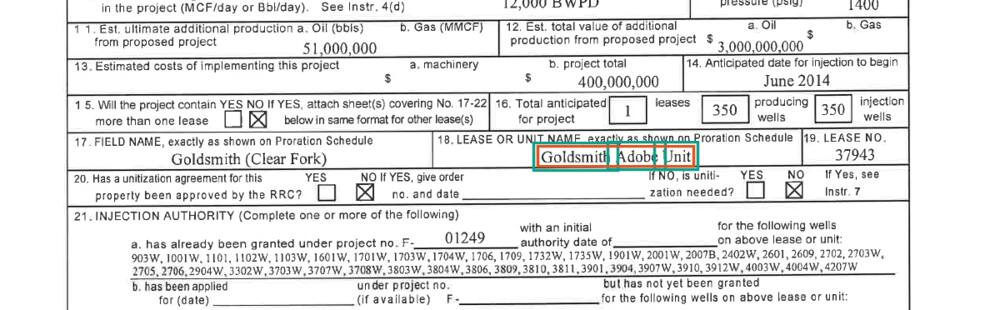 in the project (MCF/day or Bbl/day). See Instr. 4(d) 12,000 BWPD pressure (psig) 1400
11. Est. ultimate additional production a. Oil (bbls) b. Gas (MMCF) 12. Est. total value of additional a. Oil b. Gas
from proposed project 51,000,000 production from proposed project $ 3,000,000,000 $
13. Estimated costs of implementing this project a. machinery b. project total 14. Anticipated date for injection to begin
$ $ 400,000,000 June 2014
15. Will the project contain YES NO If YES, attach sheet(s) covering No. 17-22 16. Total anticipated 1 leases 350 producing 350 injection
more than one lease below in same format for other lease(s) for project wells wells
17. FIELD NAME, exactly as shown on Proration Schedule 18. LEASE OR UNIT NAME, exactly as shown on Proration Schedule 19. LEASE NO.
Goldsmith (Clear Fork) Goldsmith Adobe Unit 37943
20. Has a unitization agreement for this YES NO If YES, give order If NO, is uniti- YES NO If Yes, see
property been approved by the RRC? no. and date zation needed? Instr. 7
21. INJECTION AUTHORITY (Complete one or more of the following)
a. has already been granted under project no. F- 01249 with an initial authority date of for the following wells on above lease or unit:
903W, 1001W, 1101, 1102W, 1103W, 1601W, 1701W, 1703W, 1704W, 1706, 1709, 1732W, 1735W, 1901W, 2001W, 2007B, 2402W, 2601, 2609, 2702, 2703W,
2705, 2706, 2904W, 3302W, 3703W, 3707W, 3708W, 3803W, 3804W, 3806, 3809, 3810, 3811, 3901, 3904, 3907W, 3910, 3912W, 4003W, 4004W, 4207W
b. has been applied under project no. but has not yet been granted
for (date) (if available) F- for the following wells on above lease or unit: